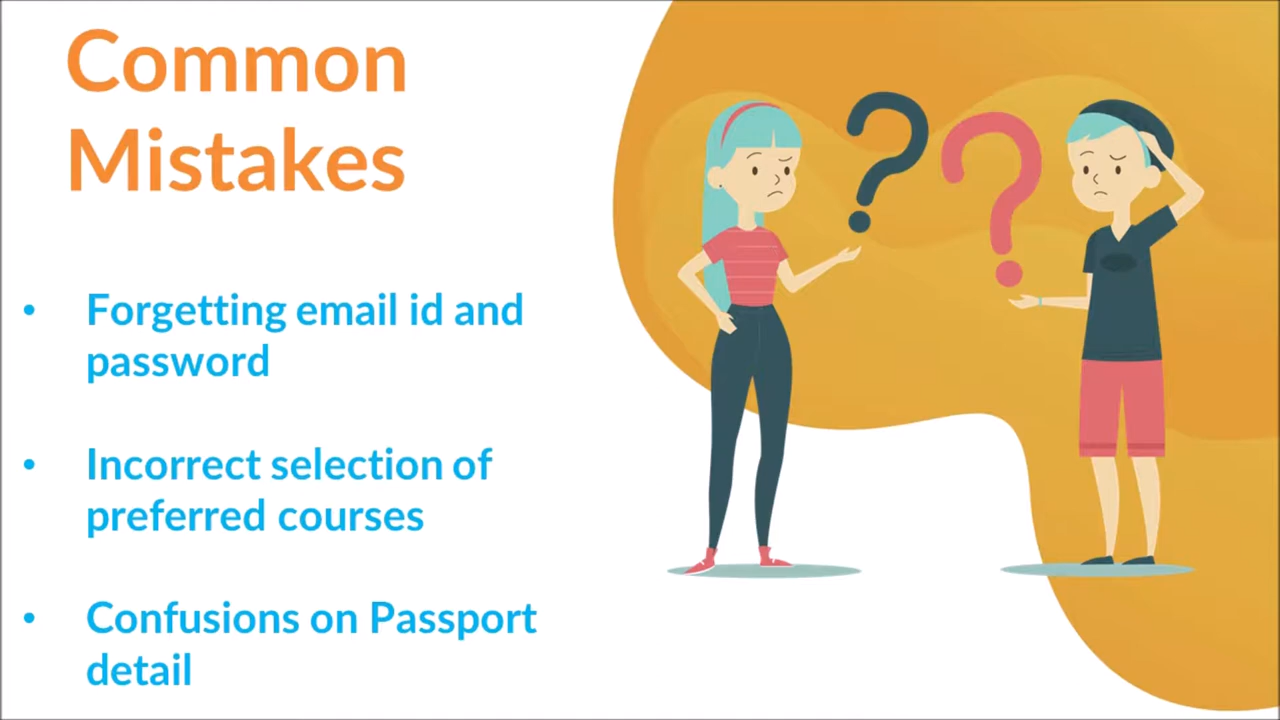 Common
Mistakes
• Forgetting email id and
password
• Incorrect selection of
preferred courses
• Confusions on Passport
detail